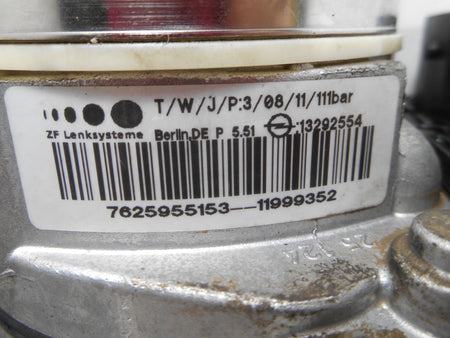 T/W/J/P:3/08/11/111bar
ZF Lenksysteme Berlin,DE P 5.51 :13292554
7625955153--11999352